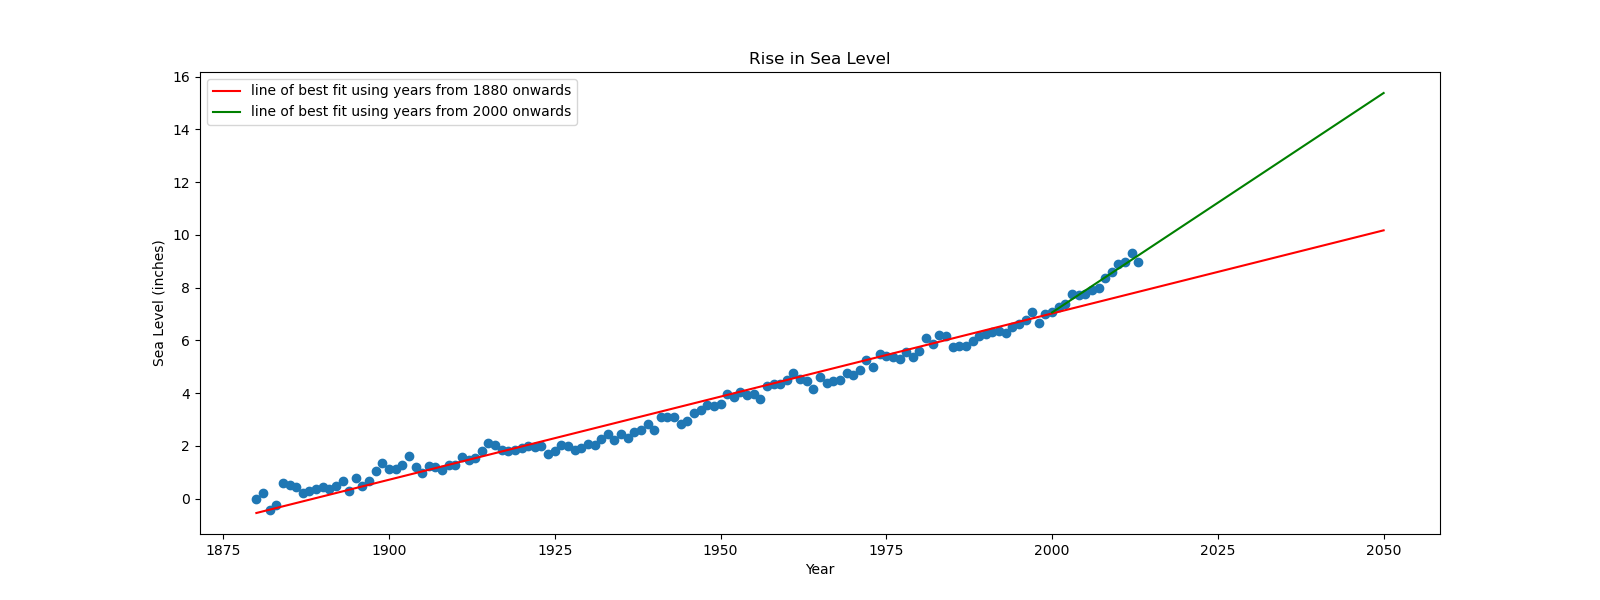 Rise in Sea Level
line of best fit using years from 1880 onwards
line of best fit using years from 2000 onwards
Sea Level (inches)
16
14
12
10
8
6
4
2
0
1875 1900 1925 1950 1975 2000 2025 2050
Year